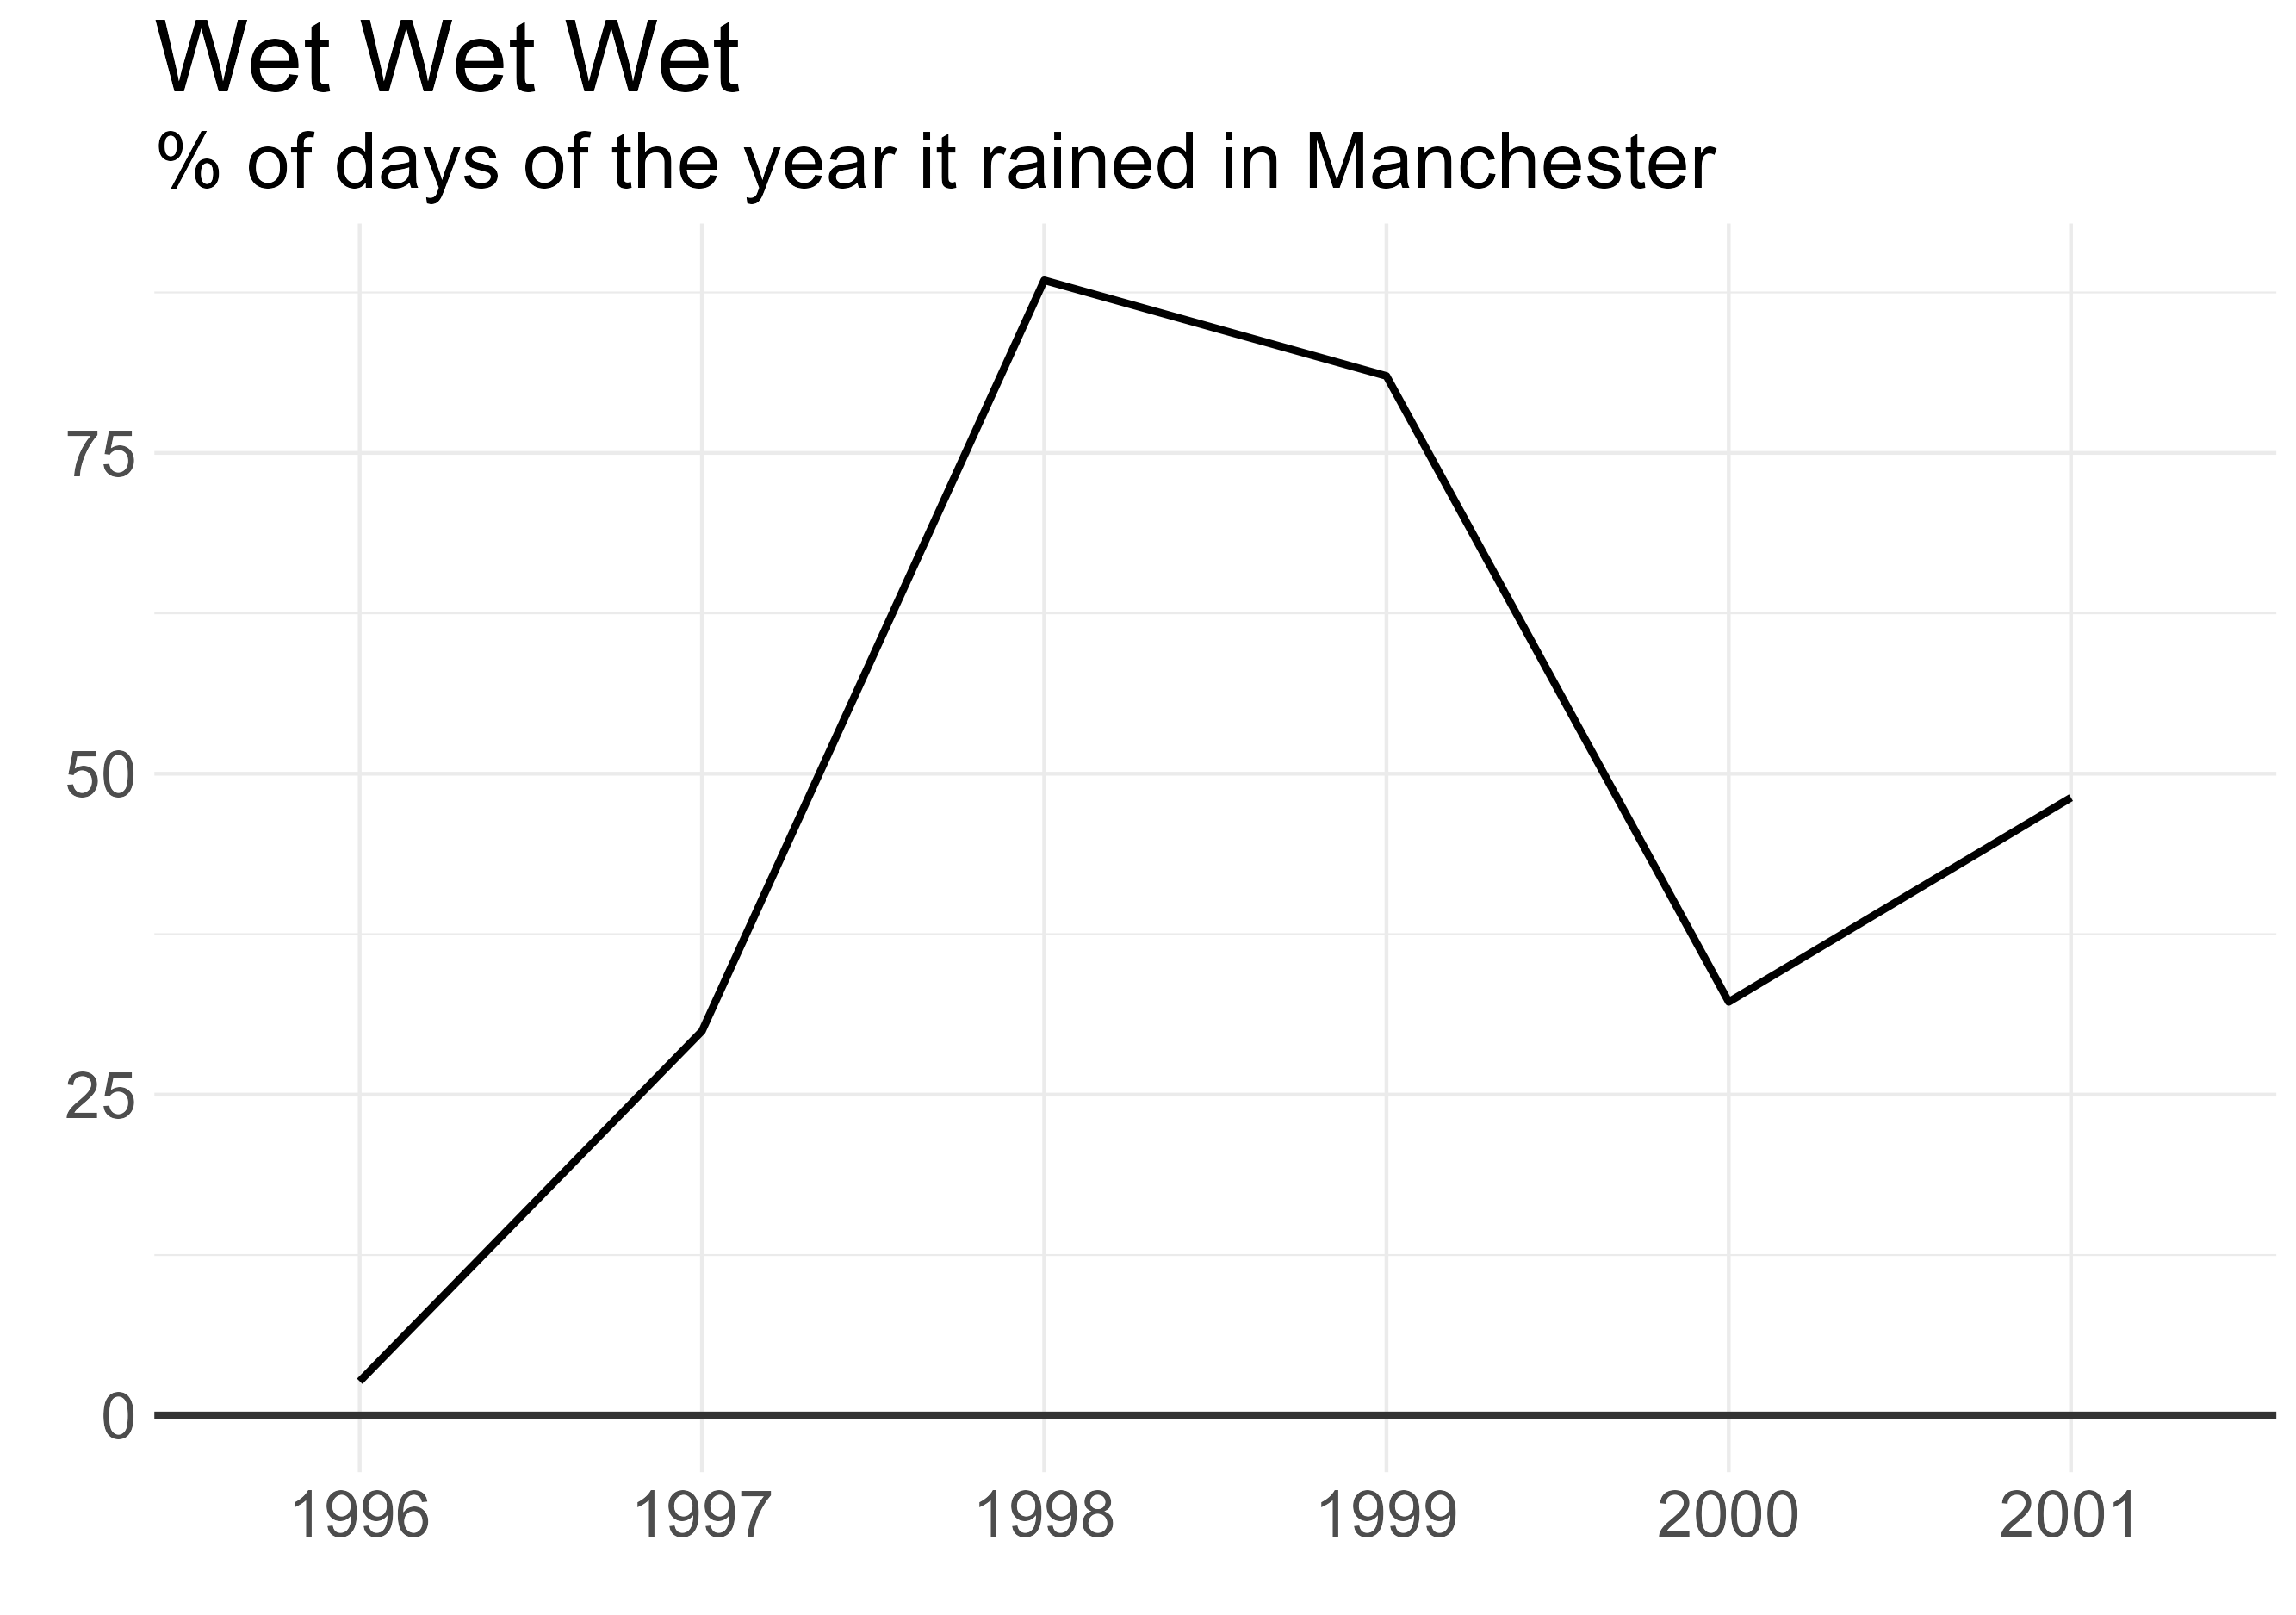 Wet Wet Wet
% of days of the year it rained in Manchester
75
50
25
0
1996 1997 1998 1999 2000 2001